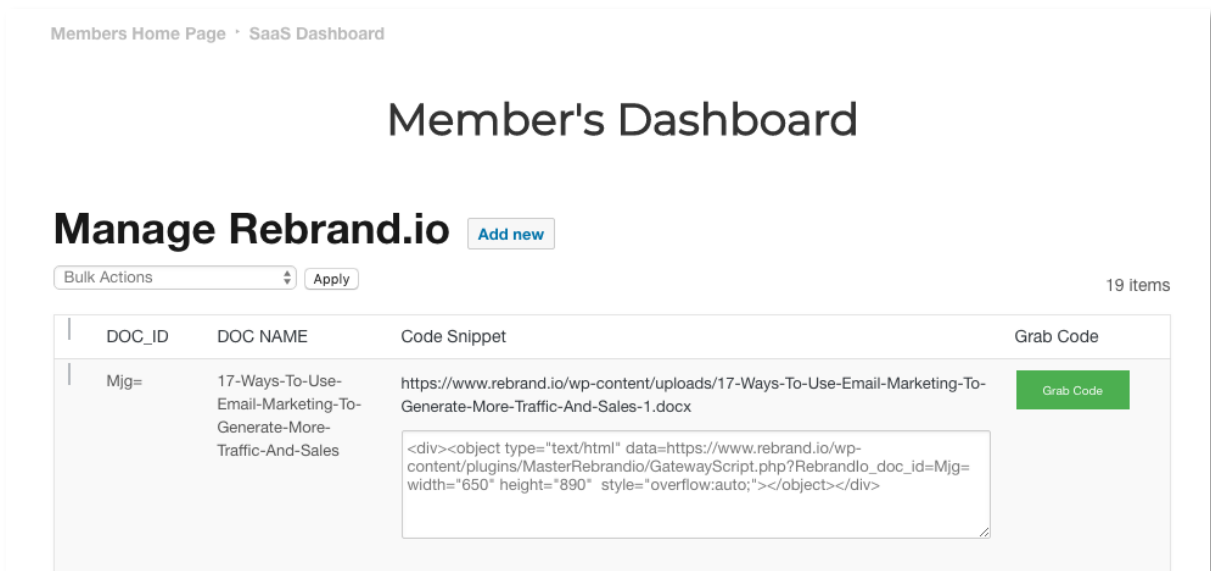 Members Home Page ‣ SaaS Dashboard
Member's Dashboard
Manage Rebrand.io Add new
Bulk Actions Apply
19 items
DOC_ID DOC NAME Code Snippet Grab Code
Mjg=
17-Ways-To-Use-
Email-Marketing-To-
Generate-More-
Traffic-And-Sales
https://www.rebrand.io/wp-content/uploads/17-Ways-To-Use-Email-Marketing-To-
Generate-More-Traffic-And-Sales-1.docx
<div><object type="text/html" data=https://www.rebrand.io/wp-
content/plugins/MasterRebrandio/GatewayScript.php?RebrandIo_doc_id=Mjg=
width="650" height="890"  style="overflow:auto;"></object></div>
Grab Code